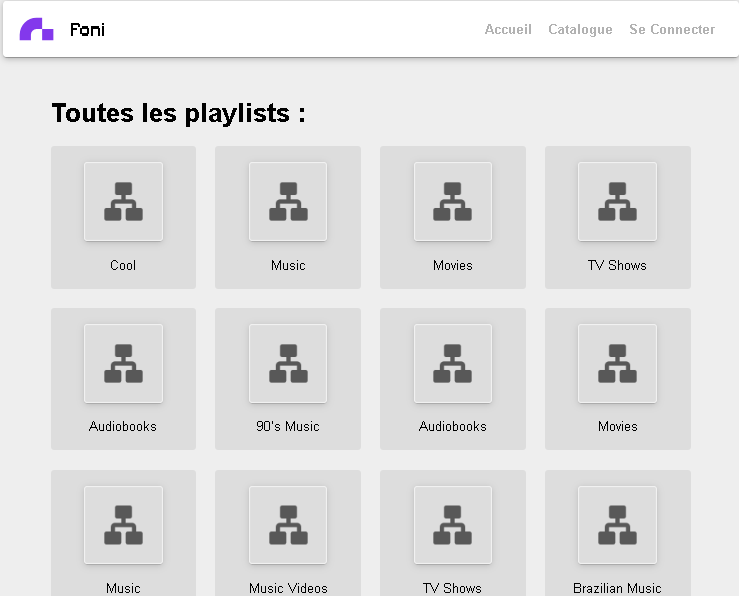 Foni
Accueil Catalogue Se Connecter
Toutes les playlists :
Cool Music Movies TV Shows
Audiobooks 90's Music Audiobooks Movies
Music Music Videos TV Shows Brazilian Music